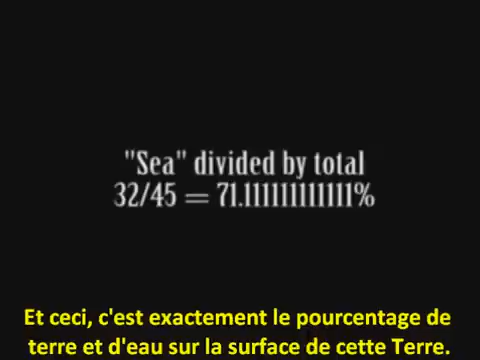 "Sea" divided by total
32/45 = 71.111111111111%
Et ceci, c'est exactement le pourcentage de
terre et d'eau sur la surface de cette Terre.